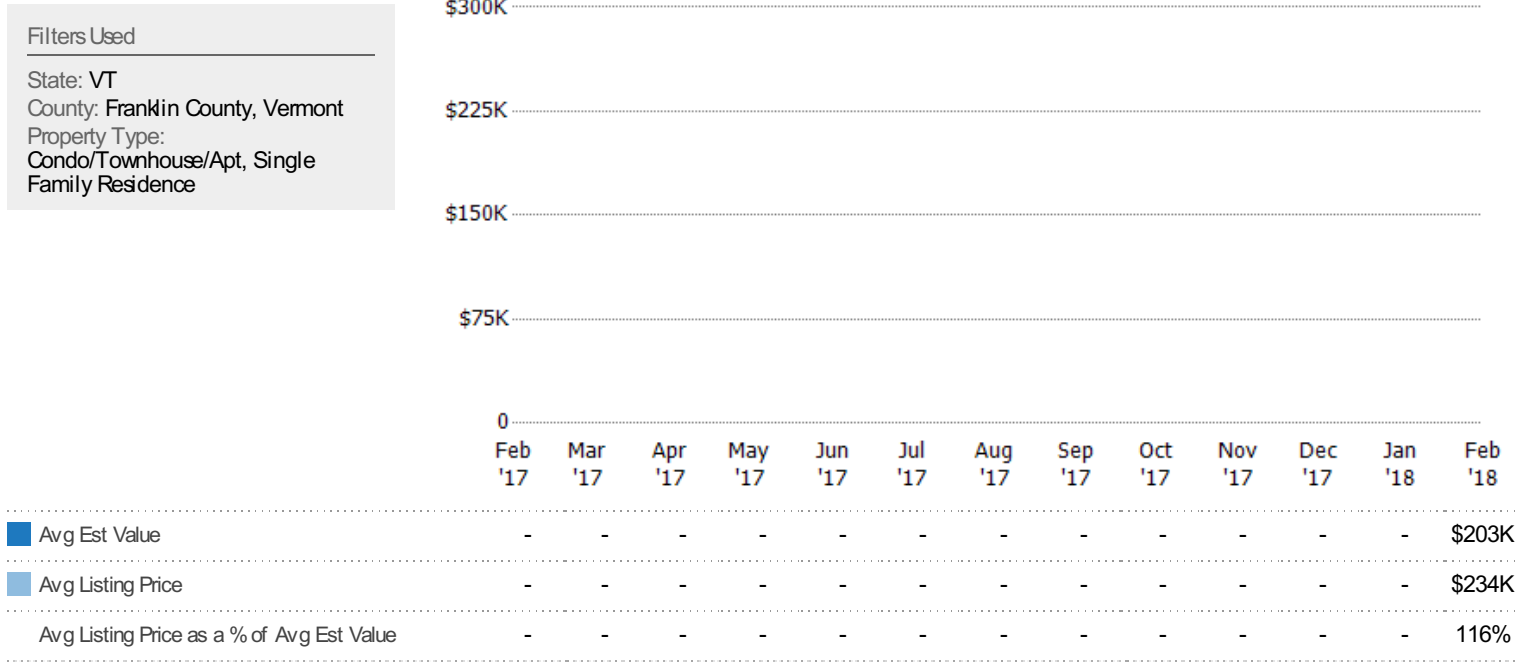 Filters Used
State: VT
County: Franklin County, Vermont
Property Type:
Condo/Townhouse/Apt, Single
Family Residence
$300K
$225K
$150K
$75K
0
Feb Mar Apr May Jun Jul Aug Sep Oct Nov Dec Jan Feb
'17 '17 '17 '17 '17 '17 '17 '17 '17 '17 '17 '18 '18
Avg Est Value - - - - - - - - - - - - $203K
Avg Listing Price - - - - - - - - - - - - $234K
Avg Listing Price as a % of Avg Est Value - - - - - - - - - - - - 116%